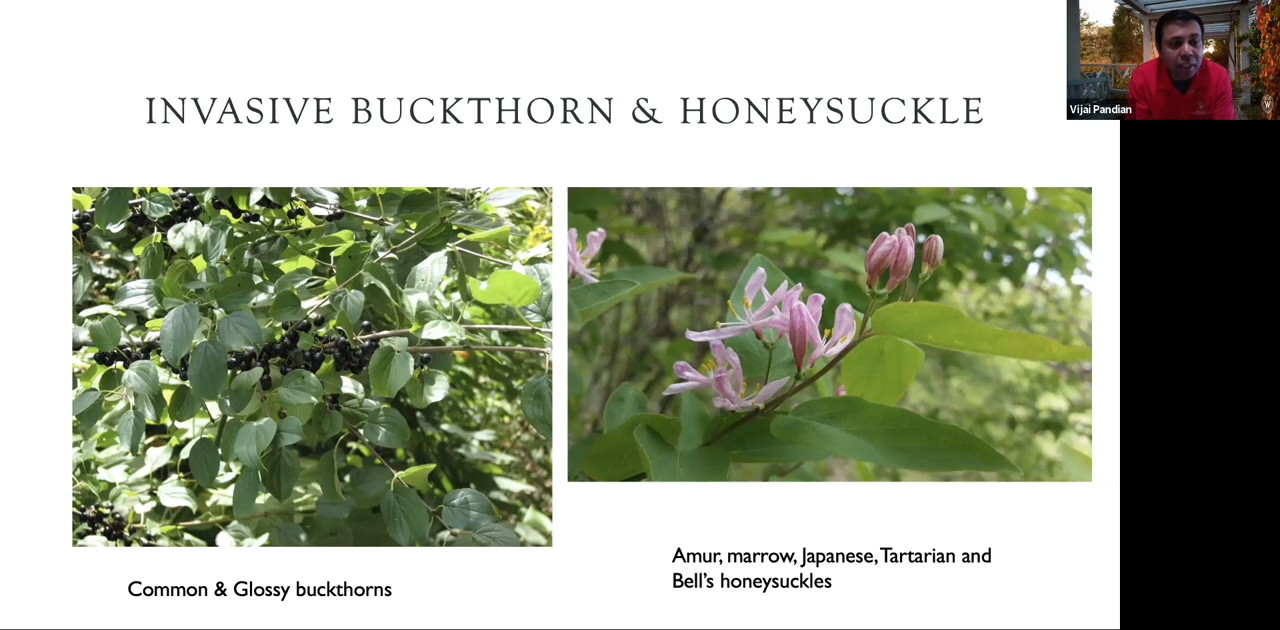 INVASIVE BUCKTHORN & HONEYSUCKLE
Vijai Pandian
W
Amur, marrow, Japanese, Tartarian and
Bell's honeysuckles
Common & Glossy buckthorns